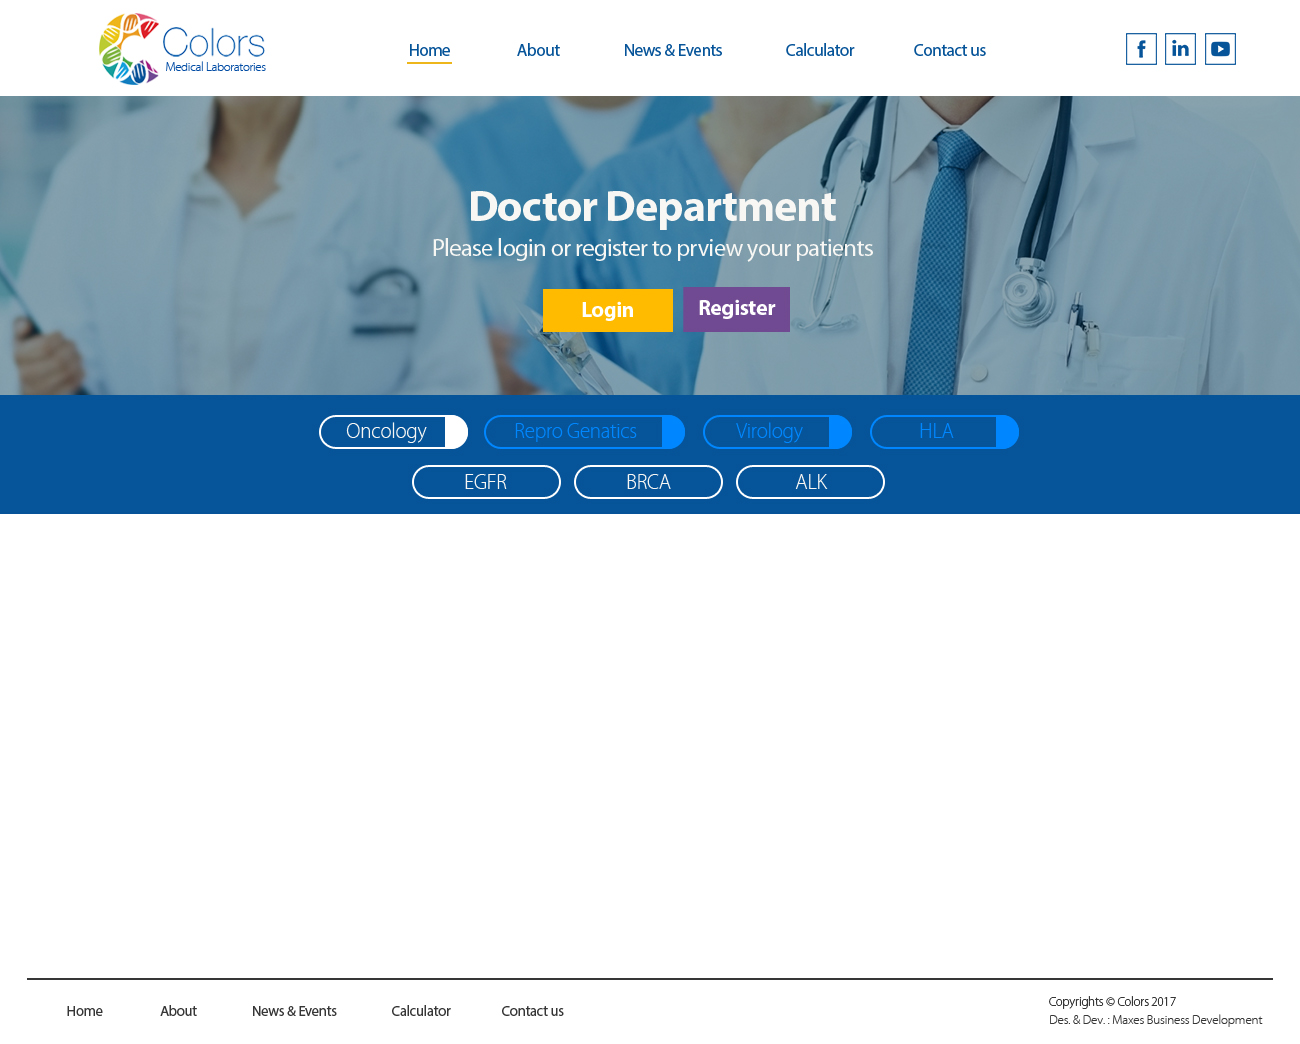 Colors
Medical Laboratories
Home About News & Events Calculator Contact us
Doctor Department
Please login or register to prview your patients
Login Register
Oncology Repro Genatics Virology HLA
EGFR BRCA ALK
Home About News & Events Calculator Contact us
Copyrights © Colors 2017
Des. & Dev. : Maxes Business Development